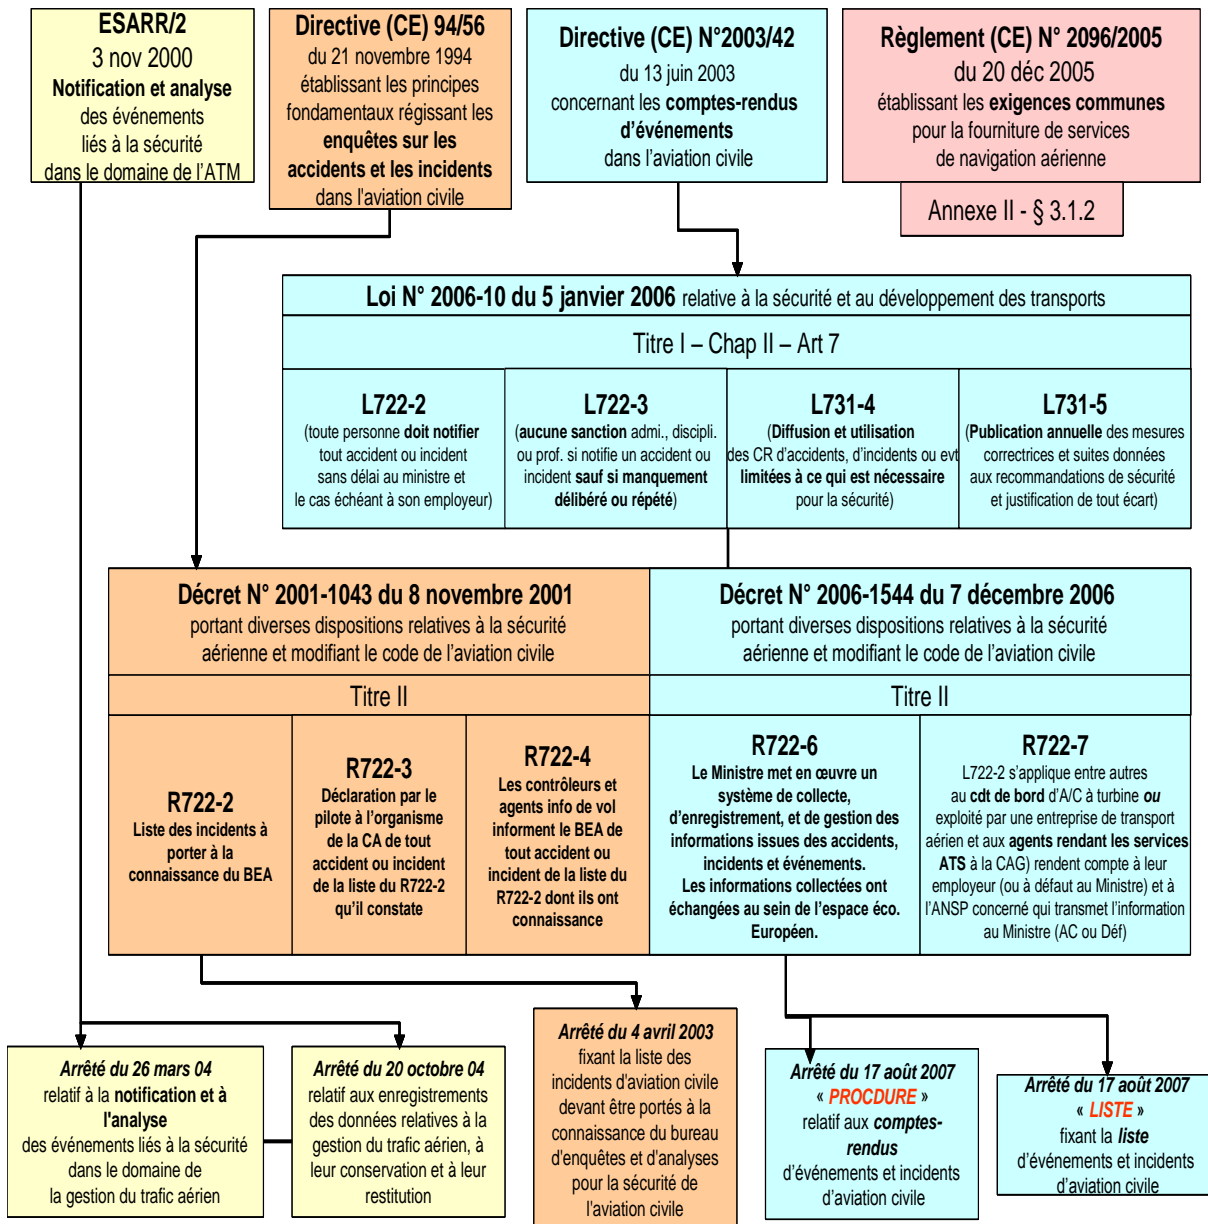 ESARR/2
3 nov 2000
Notification et analyse
des événements
liés à la sécurité
dans le domaine de l'ATM
Directive (CE) 94/56
du 21 novembre 1994
établissant les principes
fondamentaux régissant les
enquêtes sur les
accidents et les incidents
dans l'aviation civile
Directive (CE) N°2003/42
du 13 juin 2003
concernant les comptes-rendus
d'événements
dans l'aviation civile
Règlement (CE) N° 2096/2005
du 20 déc 2005
établissant les exigences communes
pour la fourniture de services
de navigation aérienne
Annexe II - § 3.1.2
Loi N° 2006-10 du 5 janvier 2006 relative à la sécurité et au développement des transports
Titre I – Chap II – Art 7
L722-2
(toute personne doit notifier
tout accident ou incident
sans délai au ministre et
le cas échéant à son employeur)
L722-3
(aucune sanction admi., discipli.
ou prof. si notifie un accident ou
incident sauf si manquement
délibéré ou répété)
L731-4
(Diffusion et utilisation
des CR d'accidents, d'incidents ou evt
limitées à ce qui est nécessaire
pour la sécurité)
L731-5
(Publication annuelle des mesures
correctrices et suites données
aux recommandations de sécurité
et justification de tout écart)
Décret N° 2001-1043 du 8 novembre 2001
portant diverses dispositions relatives à la sécurité
aérienne et modifiant le code de l'aviation civile
Titre II
R722-2
Liste des incidents à
porter à la
connaissance du BEA
R722-3
Déclaration par le
pilote à l'organisme
de la CA de tout
accident ou incident
de la liste du R722-2
qu'il constate
R722-4
Les contrôleurs et
agents info de vol
informent le BEA de
tout accident ou
incident de la liste du
R722-2 dont ils ont
connaissance
Décret N° 2006-1544 du 7 décembre 2006
portant diverses dispositions relatives à la sécurité
aérienne et modifiant le code de l'aviation civile
Titre II
R722-6
Le Ministre met en œuvre un
système de collecte,
d'enregistrement, et de gestion des
informations issues des accidents,
incidents et événements.
Les informations collectées ont
échangées au sein de l'espace éco.
Européen.
R722-7
L722-2 s'applique entre autres
au cdt de bord d'A/C à turbine ou
exploité par une entreprise de transport
aérien et aux agents rendant les services
ATS à la CAG) rendent compte à leur
employeur (ou à défaut au Ministre) et à
l'ANSP concerné qui transmet l'information
au Ministre (AC ou Déf)
Arrêté du 26 mars 04
relatif à la notification et à
l'analyse
des événements liés à la sécurité
dans le domaine de
la gestion du trafic aérien
Arrêté du 20 octobre 04
relatif aux enregistrements
des données relatives à la
gestion du trafic aérien, à
leur conservation et à leur
restitution
Arrêté du 4 avril 2003
fixant la liste des
incidents d'aviation civile
devant être portés à la
connaissance du bureau
d'enquêtes et d'analyses
pour la sécurité de
l'aviation civile
Arrêté du 17 août 2007
« PROCDURE »
relatif aux comptes-
rendus
d'événements et incidents
d'aviation civile
Arrêté du 17 août 2007
« LISTE »
fixant la liste
d'événements et incidents
d'aviation civile